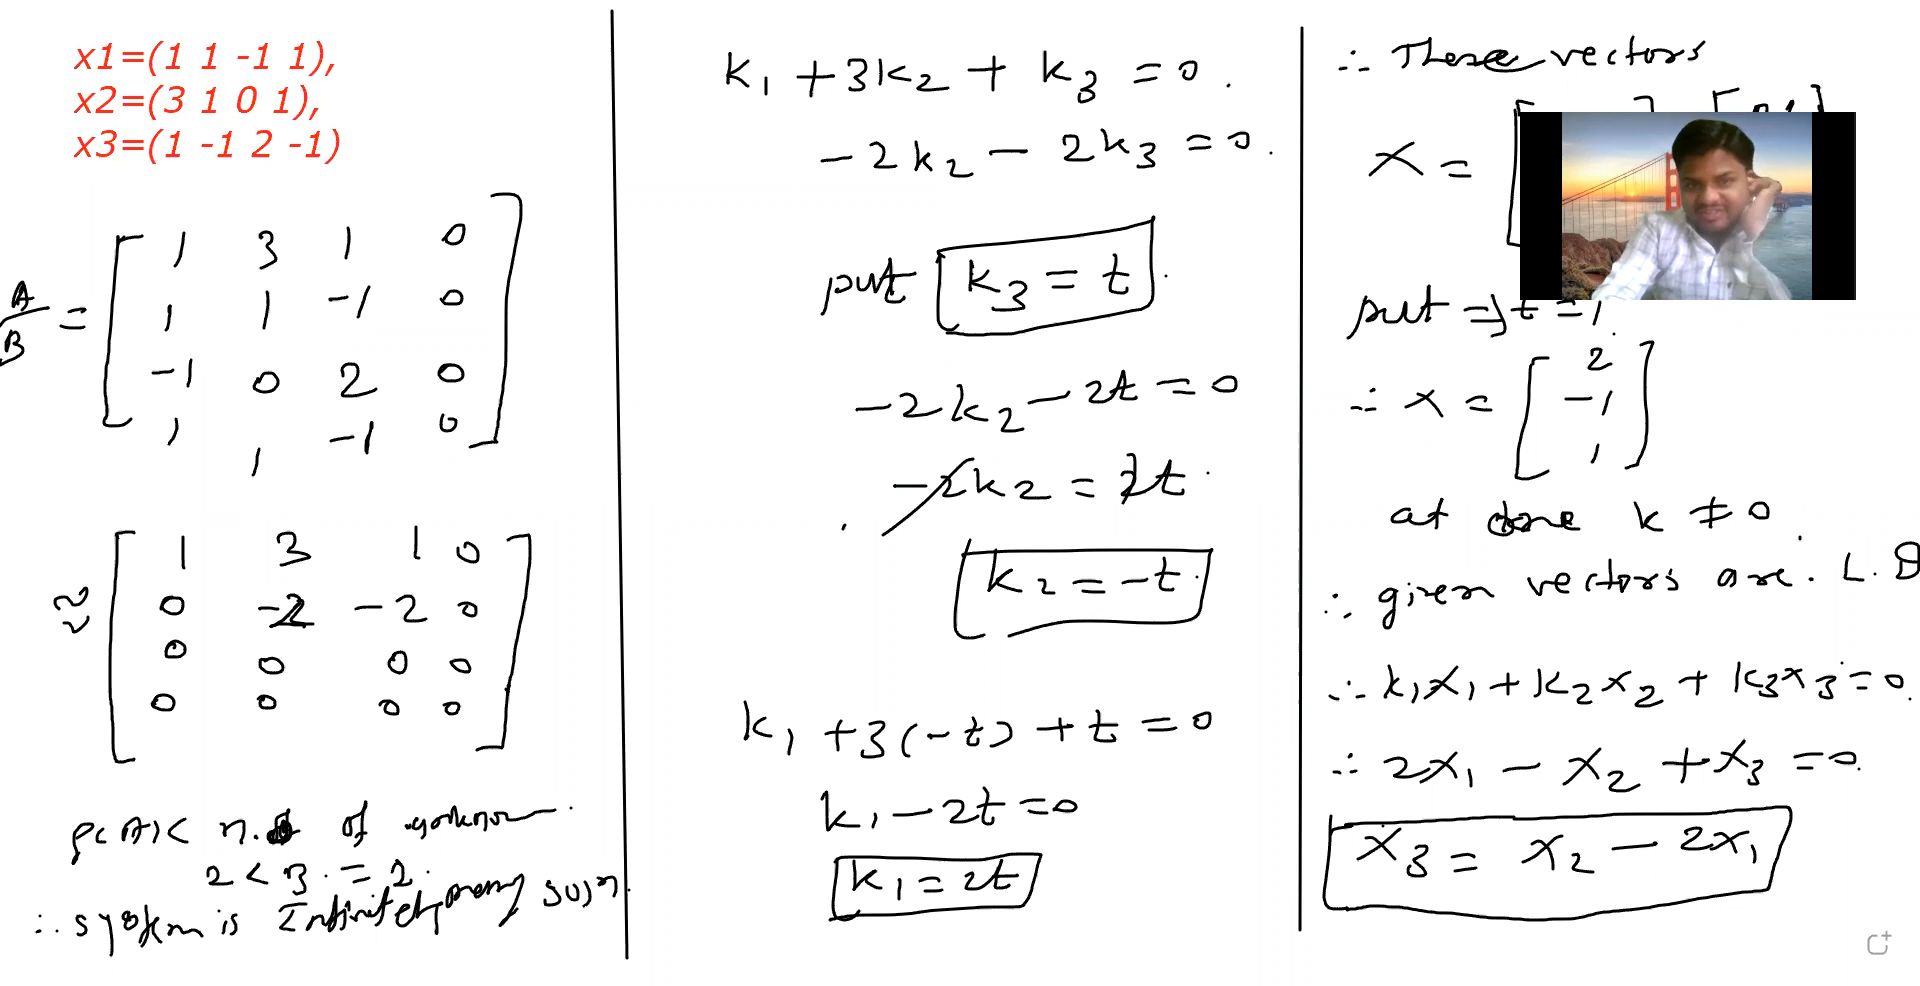 x1=(1 1 -1 1),
x2=(3 1 0 1),
x3=(1 -1 2 -1)
A/B = [ 1 3 1 0
1 1 -1 0
-1 0 2 0
1 1 -1 0 ]
≈ [ 1 3 1 0
0 -2 -2 0
0 0 0 0
0 0 0 0 ]
ρ(A) < n. of
2 < 3 . = 2.
∴ system is Infinitely many sol^n.
k₁ + 3k₂ + k₃ = 0.
-2k₂ - 2k₃ = 0.
put k₃ = t.
-2k₂ - 2t = 0
-2k₂ = 2t.
k₂ = -t.
k₁ + 3(-t) + t = 0
k₁ - 2t = 0
k₁ = 2t
∴ These vectors
x = [
put ⇒ t = 1.
∴ x = [ 2
-1
1 ]
at k ≠ 0.
∴ given vectors are. L.D
∴ k₁x₁ + k₂x₂ + k₃x₃ = 0.
∴ 2x₁ - x₂ + x₃ = 0.
x₃ = x₂ - 2x₁